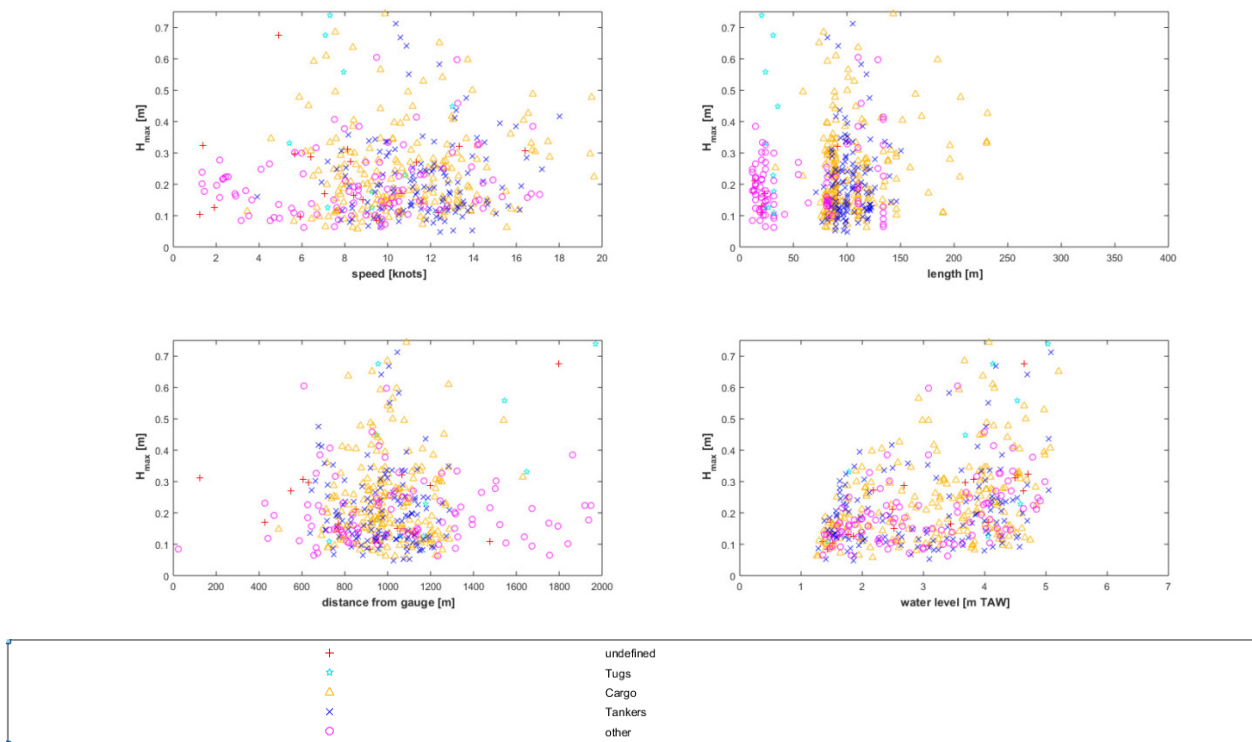 0.7
0.6
0.5
0.4
0.3
0.2
0.1
0
H_max [m]
0 2 4 6 8 10 12 14 16 18 20
speed [knots]
0.7
0.6
0.5
0.4
0.3
0.2
0.1
0
H_max [m]
0 50 100 150 200 250 300 350 400
length [m]
0.7
0.6
0.5
0.4
0.3
0.2
0.1
0
H_max [m]
0 200 400 600 800 1000 1200 1400 1600 1800 2000
distance from gauge [m]
0.7
0.6
0.5
0.4
0.3
0.2
0.1
0
H_max [m]
0 1 2 3 4 5 6 7
water level [m TAW]
undefined
Tugs
Cargo
Tankers
other